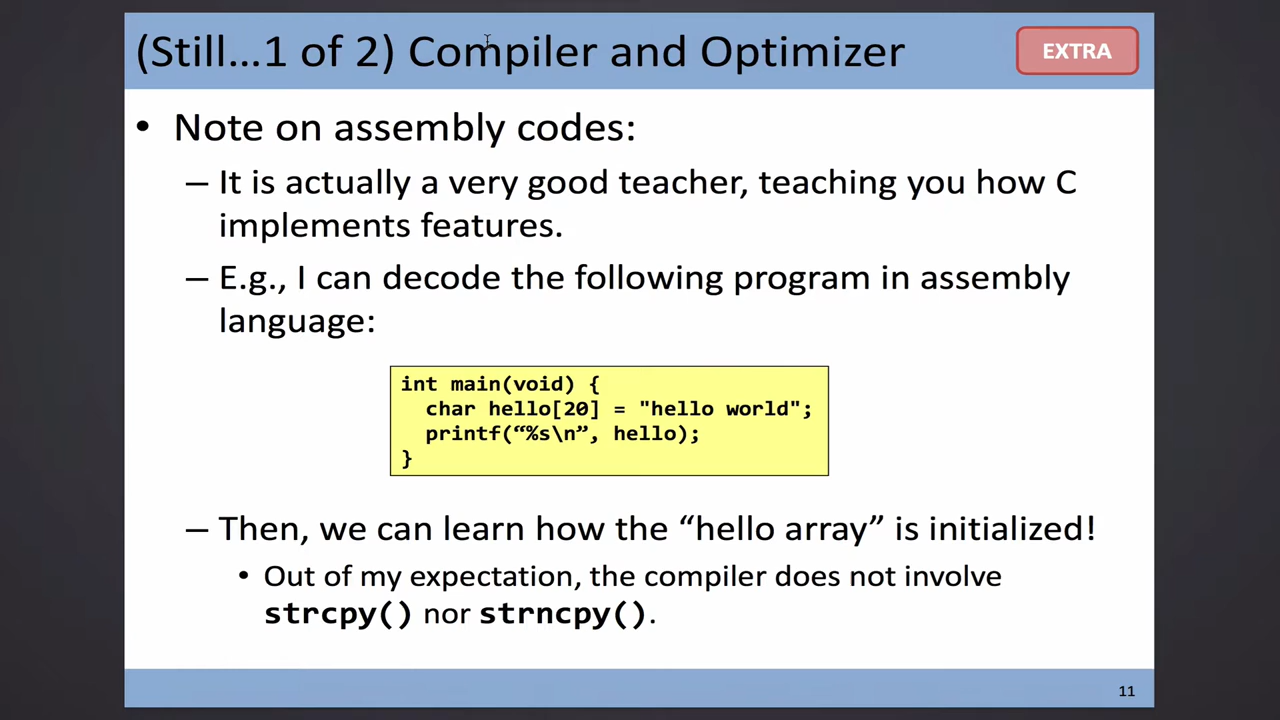 (Still...1 of 2) Compiler and Optimizer
EXTRA
• Note on assembly codes:
– It is actually a very good teacher, teaching you how C
implements features.
– E.g., I can decode the following program in assembly
language:
int main(void) {
char hello[20] = "hello world";
printf(“%s\n”, hello);
}
– Then, we can learn how the “hello array” is initialized!
• Out of my expectation, the compiler does not involve
strcpy() nor strncpy().
11